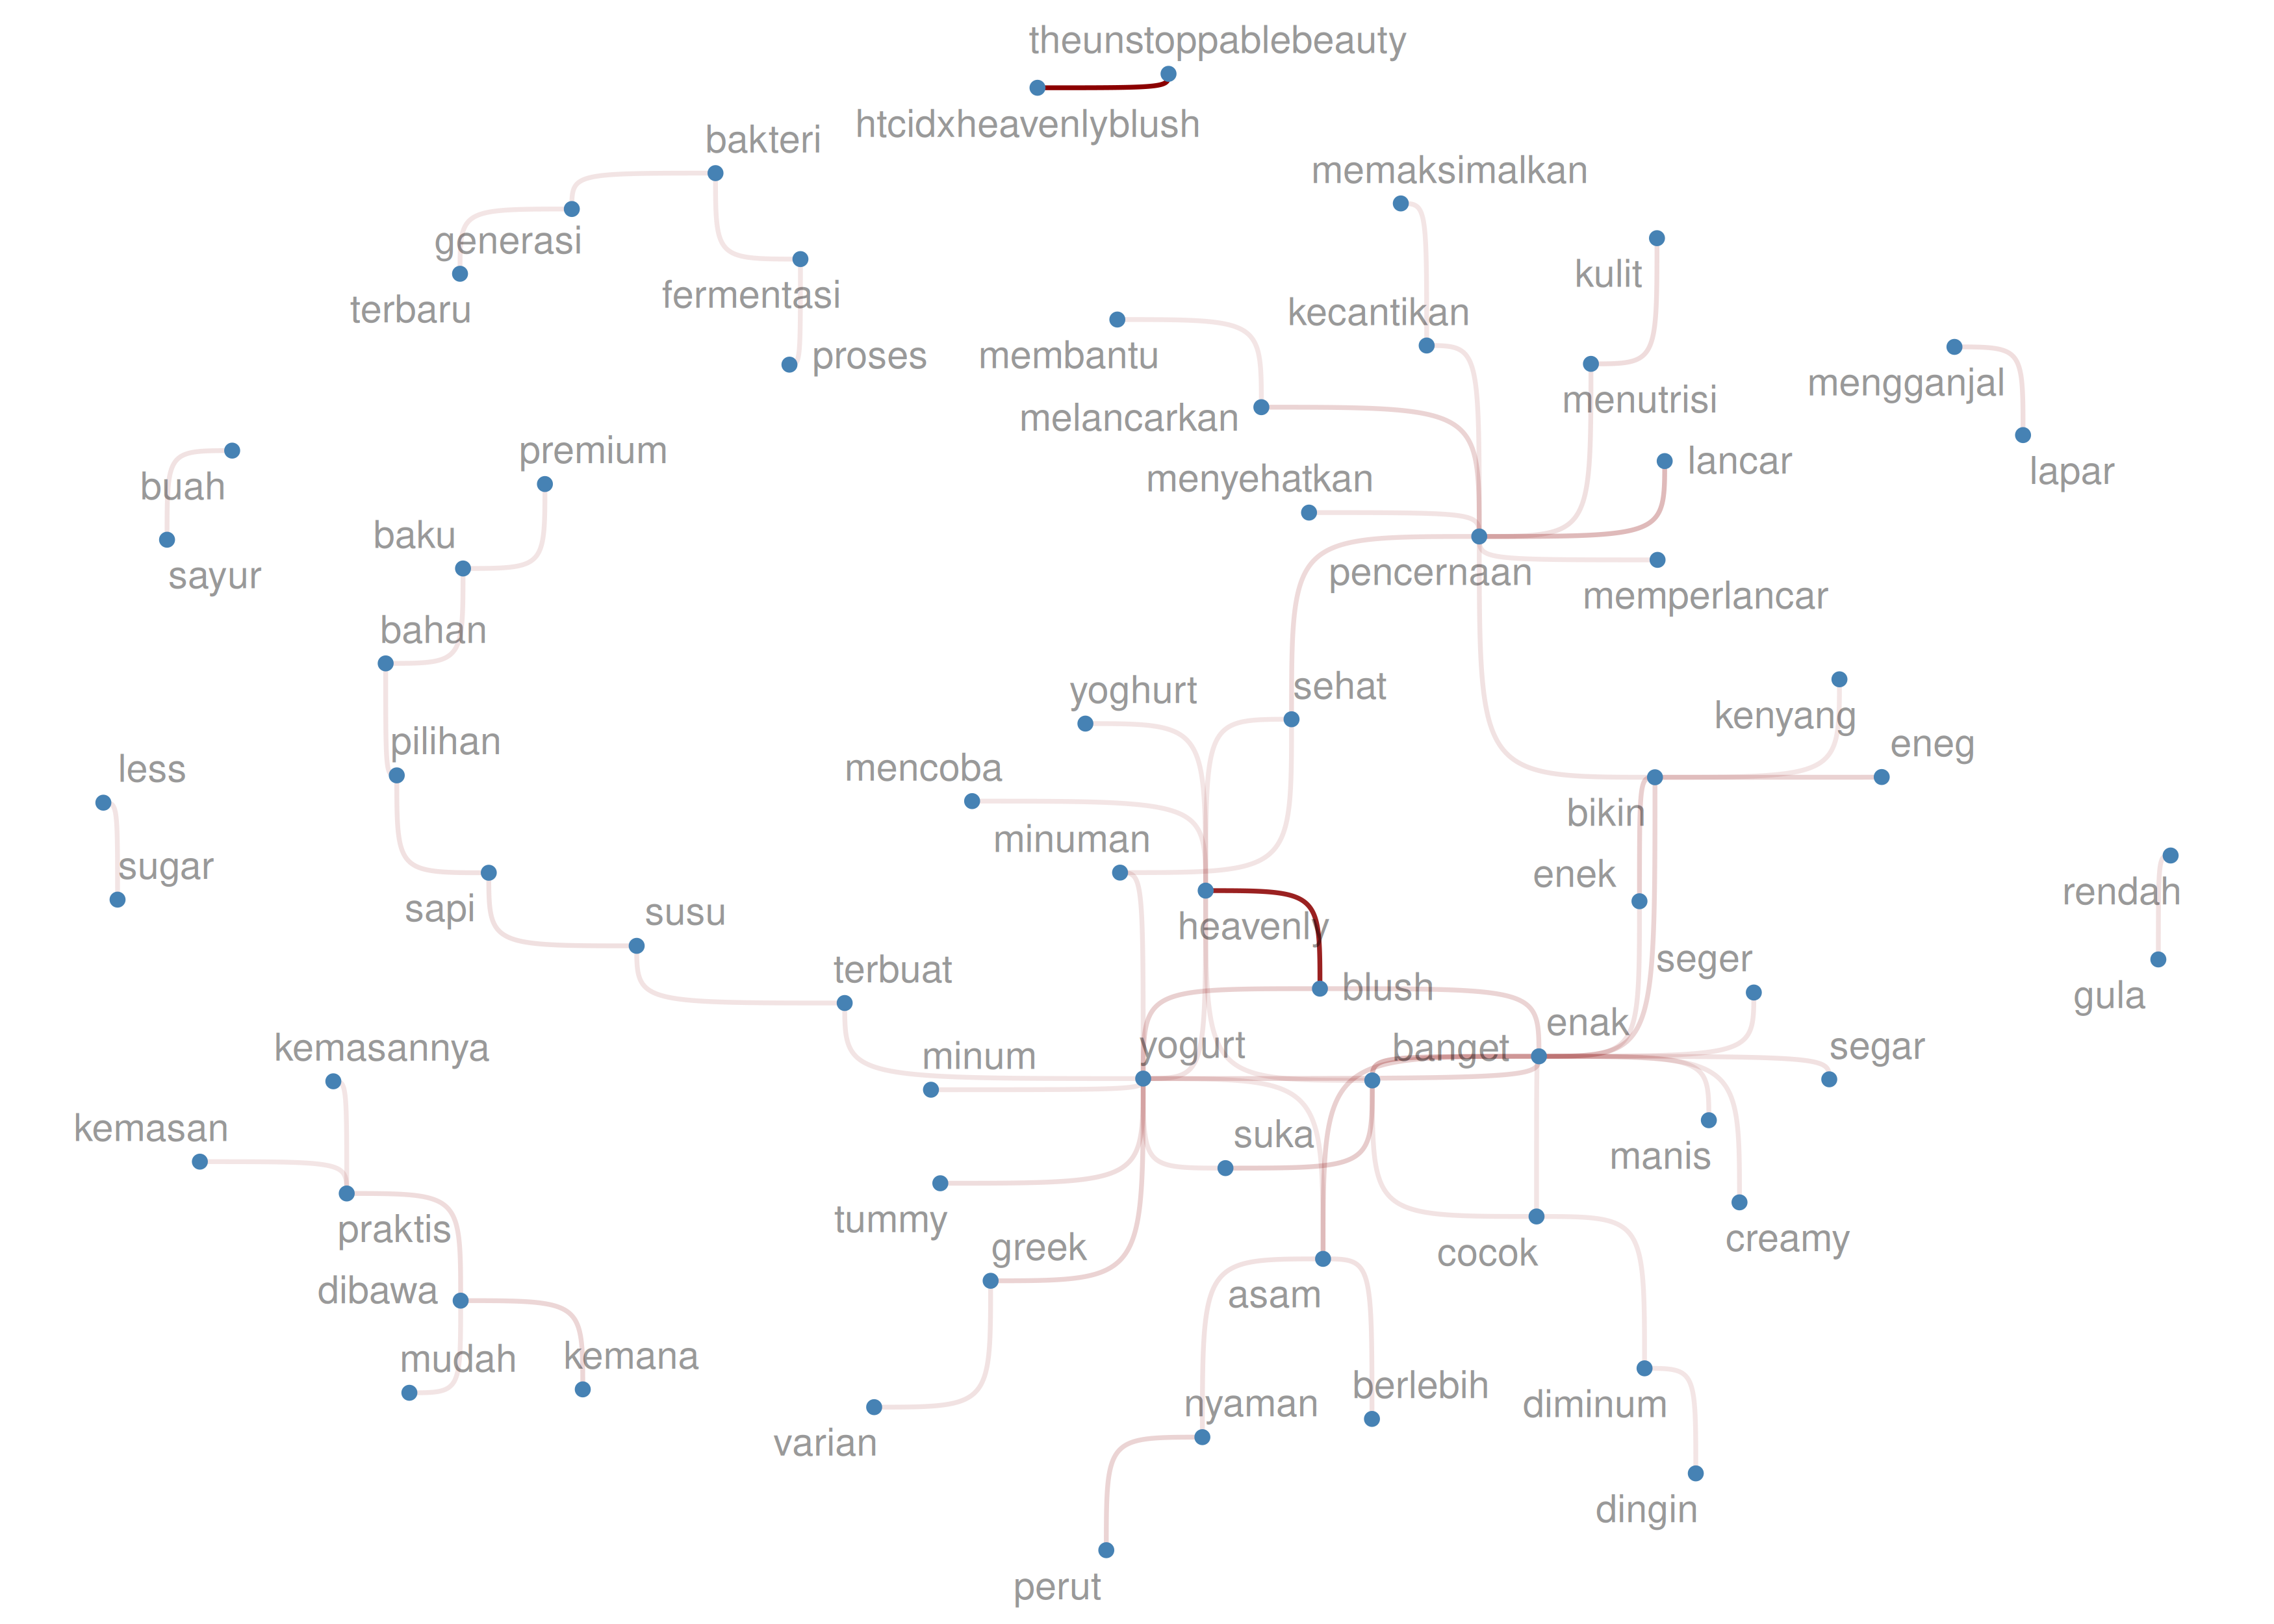 theunstoppablebeauty
htcidxheavenlyblush
bakteri
memaksimalkan
generasi
kulit
fermentasi
terbaru
kecantikan
membantu
proses
mengganjal
menutrisi
melancarkan
premium
lancar
lapar
menyehatkan
buah
baku
pencernaan
sayur
memperlancar
bahan
sehat
yoghurt
kenyang
pilihan
eneg
less
mencoba
bikin
minuman
sugar
enek
rendah
sapi
susu
heavenly
seger
terbuat
blush
gula
enak
kemasannya
minum
yogurt
banget
segar
kemasan
suka
manis
tummy
praktis
creamy
greek
cocok
dibawa
asam
mudah
kemana
berlebih
nyaman
diminum
varian
dingin
perut